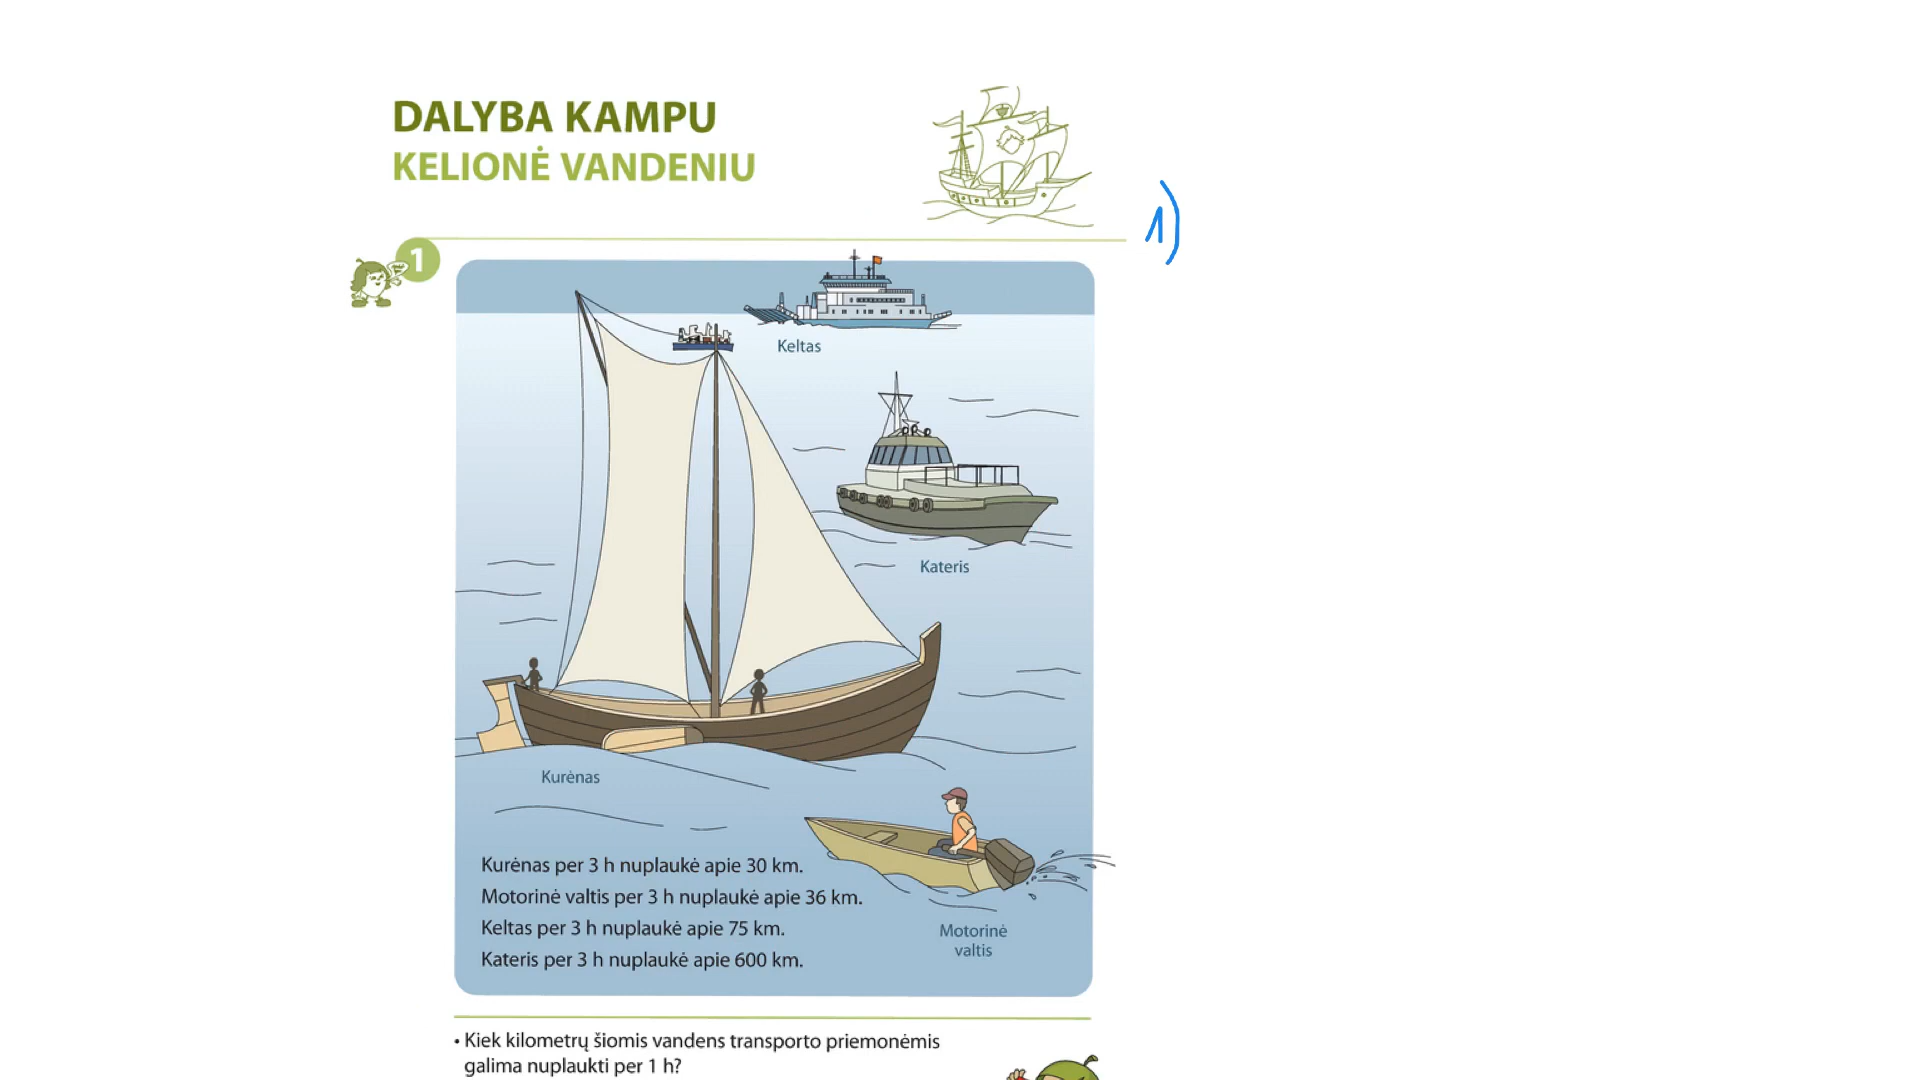 DALYBA KAMPU
KELIONĖ VANDENIU
1)
1
Keltas
Kateris
Kurėnas
Kurėnas per 3 h nuplaukė apie 30 km.
Motorinė valtis per 3 h nuplaukė apie 36 km.
Keltas per 3 h nuplaukė apie 75 km.
Kateris per 3 h nuplaukė apie 600 km.
Motorinė
valtis
• Kiek kilometrų šiomis vandens transporto priemonėmis
galima nuplaukti per 1 h?